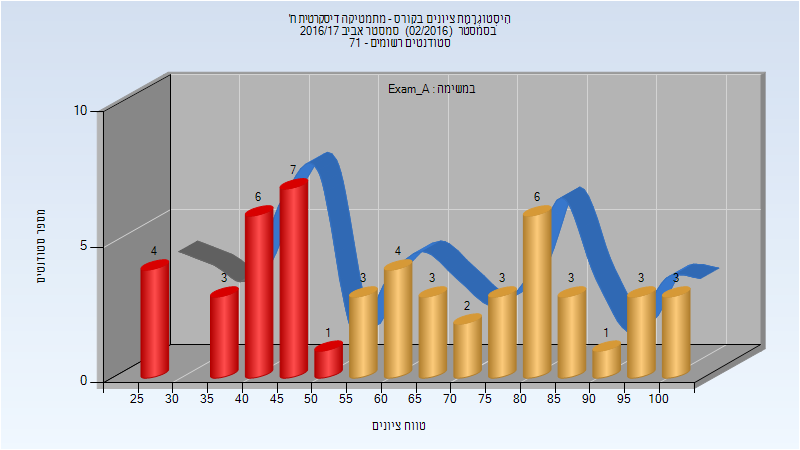 היסטוגרמת ציונים בקורס - מתמטיקה דיסקרטית ח'
בסמסטר (02/2016) סמסטר אביב 2016/17
סטודנטים רשומים - 71
במשימה : Exam_A
מספר סטודנטים
10
5
0
4
3
6
7
1
3
4
3
2
3
6
3
1
3
3
25 30 35 40 45 50 55 60 65 70 75 80 85 90 95 100
טווח ציונים